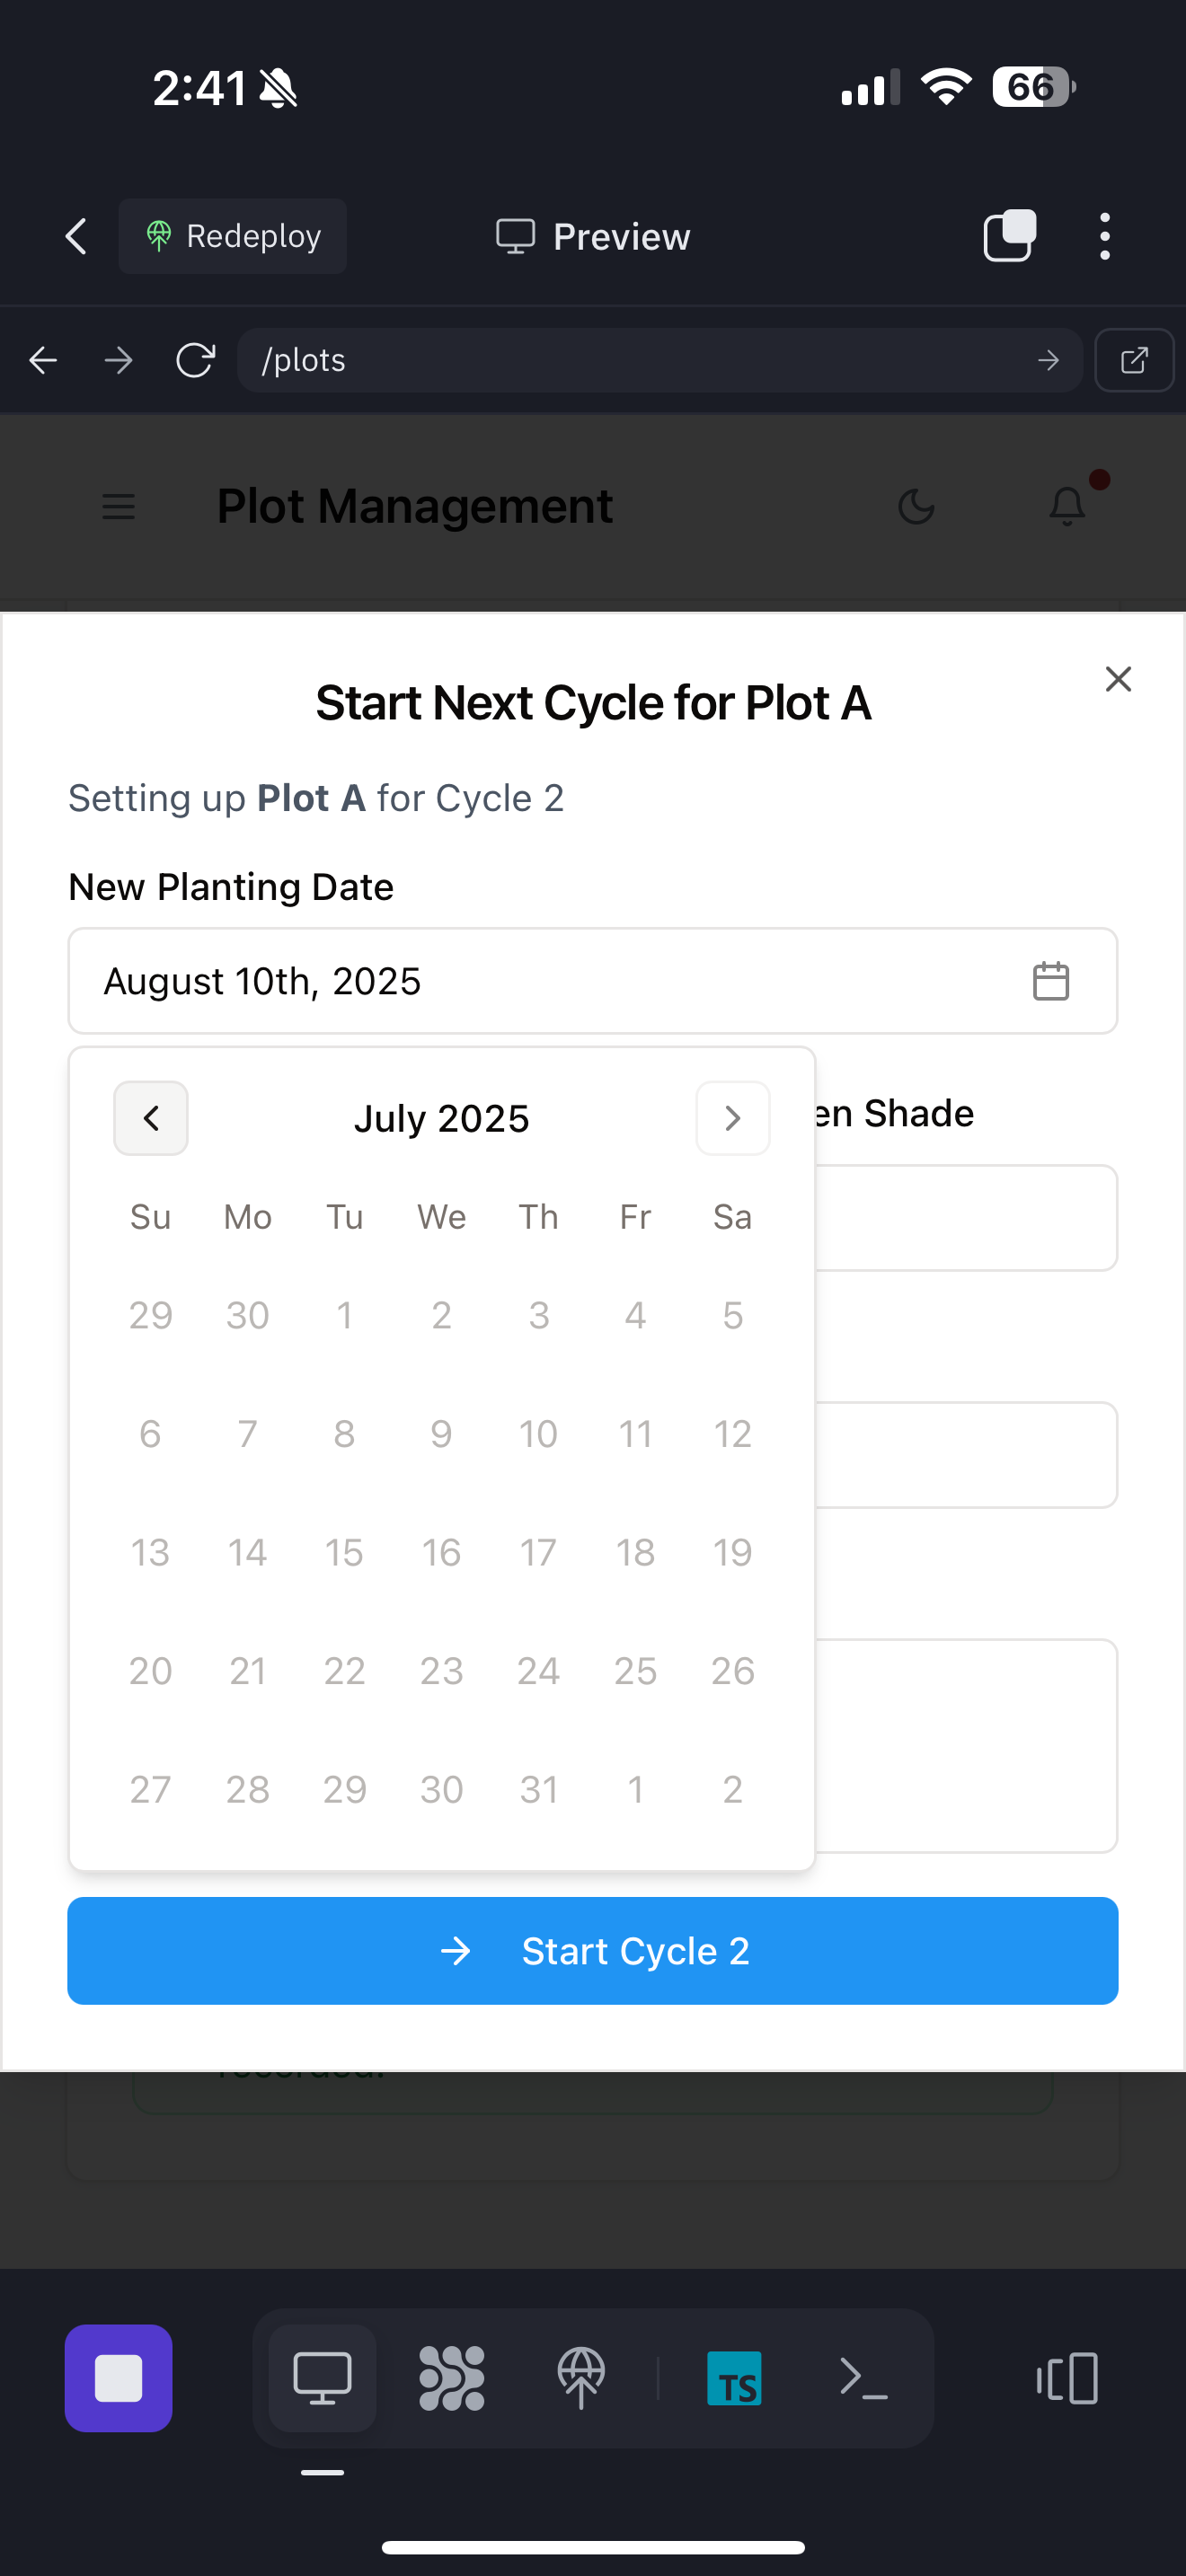 2:41
66
Redeploy
Preview
/plots
Plot Management
Start Next Cycle for Plot A
Setting up Plot A for Cycle 2
New Planting Date
August 10th, 2025
July 2025
en Shade
Su Mo Tu We Th Fr Sa
29 30 1 2 3 4 5
6 7 8 9 10 11 12
13 14 15 16 17 18 19
20 21 22 23 24 25 26
27 28 29 30 31 1 2
Start Cycle 2
TS